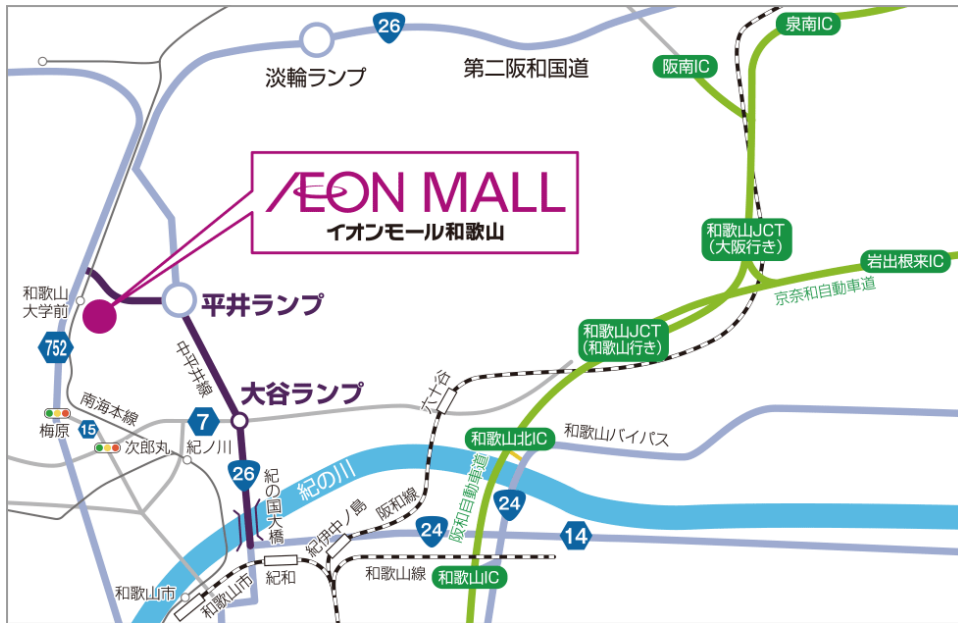 26
泉南IC
淡輪ランプ
第二阪和国道
阪南IC
ÆON MALL
イオンモール和歌山
和歌山JCT
(大阪行き)
岩出根来IC
京奈和自動車道
和歌山
大学前
平井ランプ
752
中平井線
和歌山JCT
(和歌山行き)
大谷ランプ
六十谷
南海本線
7
梅原
15
次郎丸
紀ノ川
和歌山北IC
和歌山バイパス
26
紀の国大橋
紀の川
阪和自動車道
24
紀伊中ノ島
阪和線
24
14
紀和
和歌山線
和歌山IC
和歌山市
和歌山市